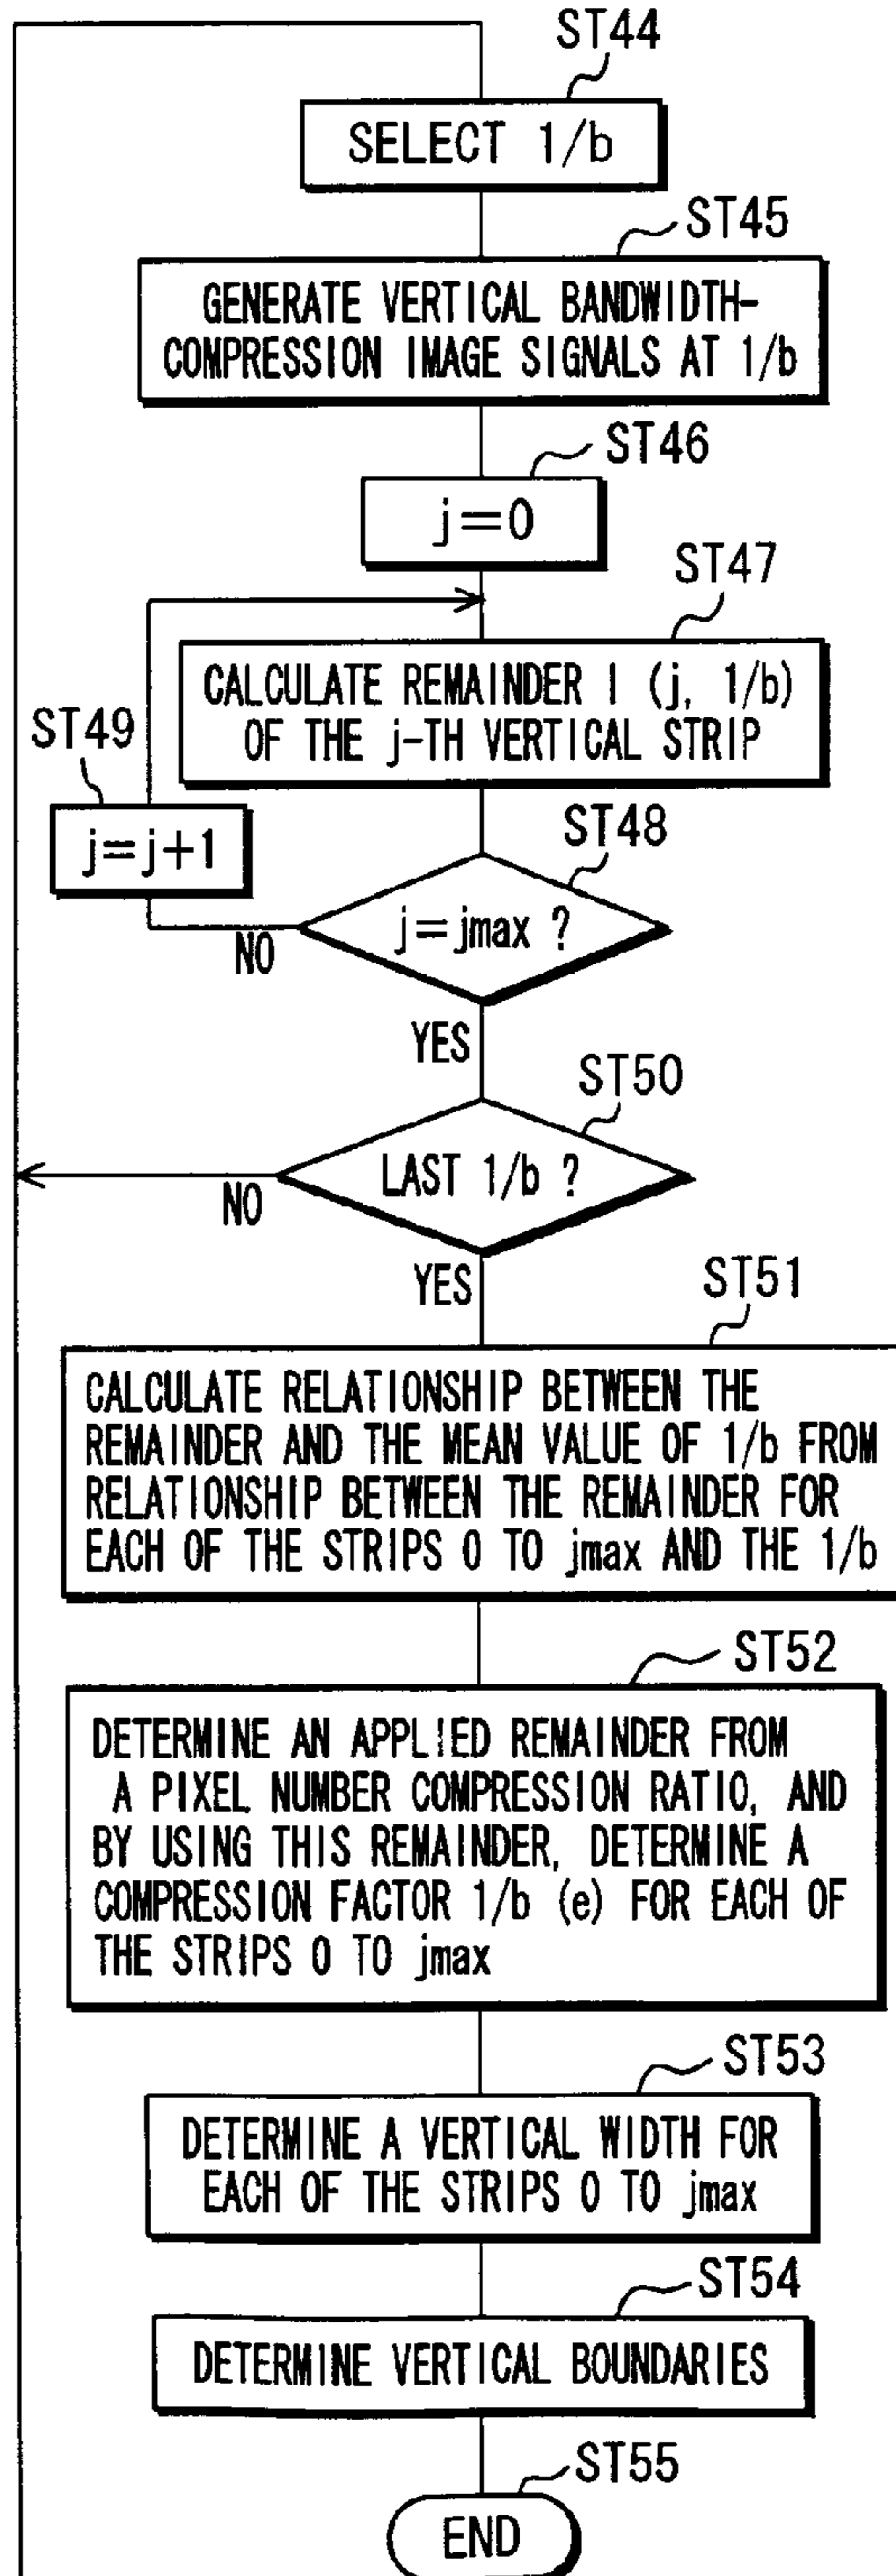 ST44
SELECT 1/b
ST45
GENERATE VERTICAL BANDWIDTH-
COMPRESSION IMAGE SIGNALS AT 1/b
ST46
j=0
ST47
CALCULATE REMAINDER I (j, 1/b)
OF THE j-TH VERTICAL STRIP
ST49
j=j+1
ST48
j=jmax ?
NO
YES
ST50
LAST 1/b ?
NO
YES
ST51
CALCULATE RELATIONSHIP BETWEEN THE
REMAINDER AND THE MEAN VALUE OF 1/b FROM
RELATIONSHIP BETWEEN THE REMAINDER FOR
EACH OF THE STRIPS 0 TO jmax AND THE 1/b
ST52
DETERMINE AN APPLIED REMAINDER FROM
A PIXEL NUMBER COMPRESSION RATIO, AND
BY USING THIS REMAINDER, DETERMINE A
COMPRESSION FACTOR 1/b (e) FOR EACH OF
THE STRIPS 0 TO jmax
ST53
DETERMINE A VERTICAL WIDTH FOR
EACH OF THE STRIPS 0 TO jmax
ST54
DETERMINE VERTICAL BOUNDARIES
ST55
END